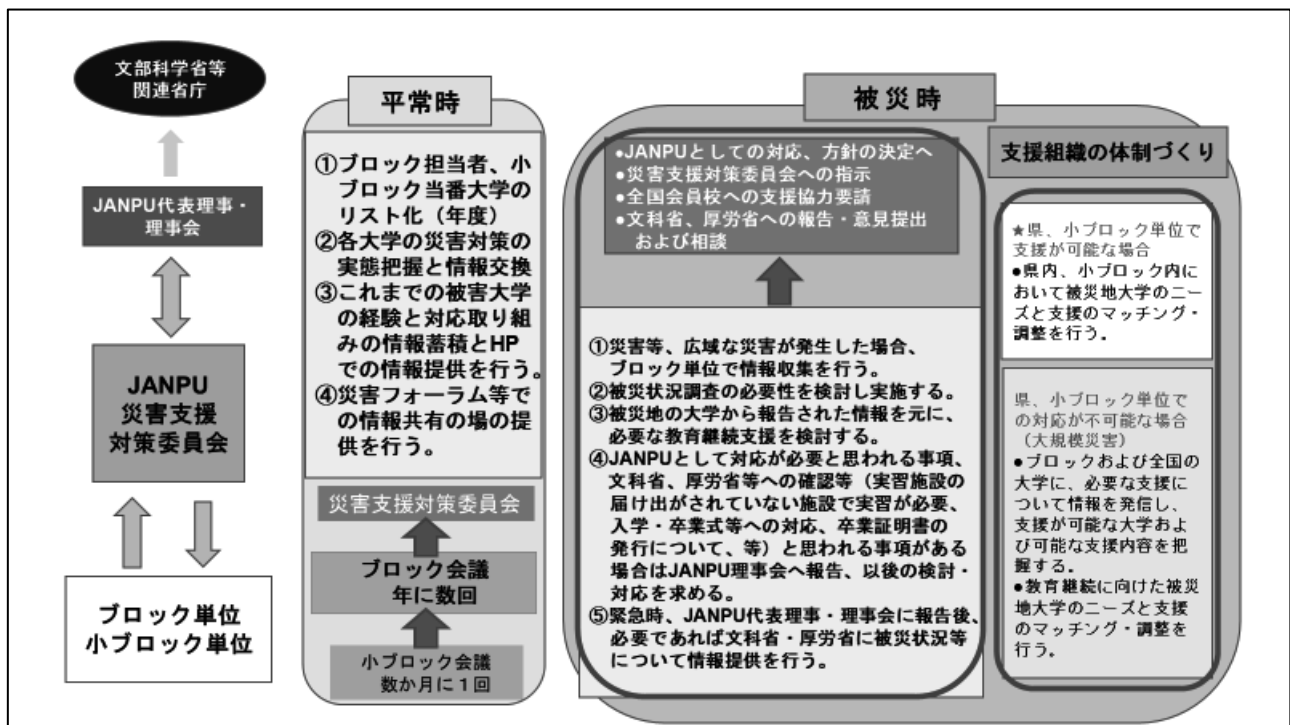 文部科学省等
関連省庁
JANPU代表理事・
理事会
JANPU
災害支援
対策委員会
ブロック単位
小ブロック単位
平常時
①ブロック担当者、小
ブロック当番大学の
リスト化（年度）
②各大学の災害対策の
実態把握と情報交換
③これまでの被害大学
の経験と対応取り組
みの情報蓄積とHP
での情報提供を行う。
④災害フォーラム等で
の情報共有の場の提
供を行う。
災害支援対策委員会
ブロック会議
年に数回
小ブロック会議
数か月に１回
被災時
●JANPUとしての対応、方針の決定へ
●災害支援対策委員会への指示
●全国会員校への支援協力要請
●文科省、厚労省への報告・意見提出
および相談
①災害等、広域な災害が発生した場合、
ブロック単位で情報収集を行う。
②被災状況調査の必要性を検討し実施する。
③被災地の大学から報告された情報を元に、
必要な教育継続支援を検討する。
④JANPUとして対応が必要と思われる事項、
文科省、厚労省等への確認等（実習施設の
届け出がされていない施設で実習が必要、
入学・卒業式等への対応、卒業証明書の
発行について、等）と思われる事項がある
場合はJANPU理事会へ報告、以後の検討・
対応を求める。
⑤緊急時、JANPU代表理事・理事会に報告後、
必要であれば文科省・厚労省に被災状況等
について情報提供を行う。
支援組織の体制づくり
★県、小ブロック単位で
支援が可能な場合
●県内、小ブロック内に
おいて被災地大学のニー
ズと支援のマッチング・
調整を行う。
県、小ブロック単位で
の対応が不可能な場合
（大規模災害）
●ブロックおよび全国の
大学に、必要な支援に
ついて情報を発信し、
支援が可能な大学およ
び可能な支援内容を把
握する。
●教育継続に向けた被災
地大学のニーズと支援
のマッチング・調整を
行う。